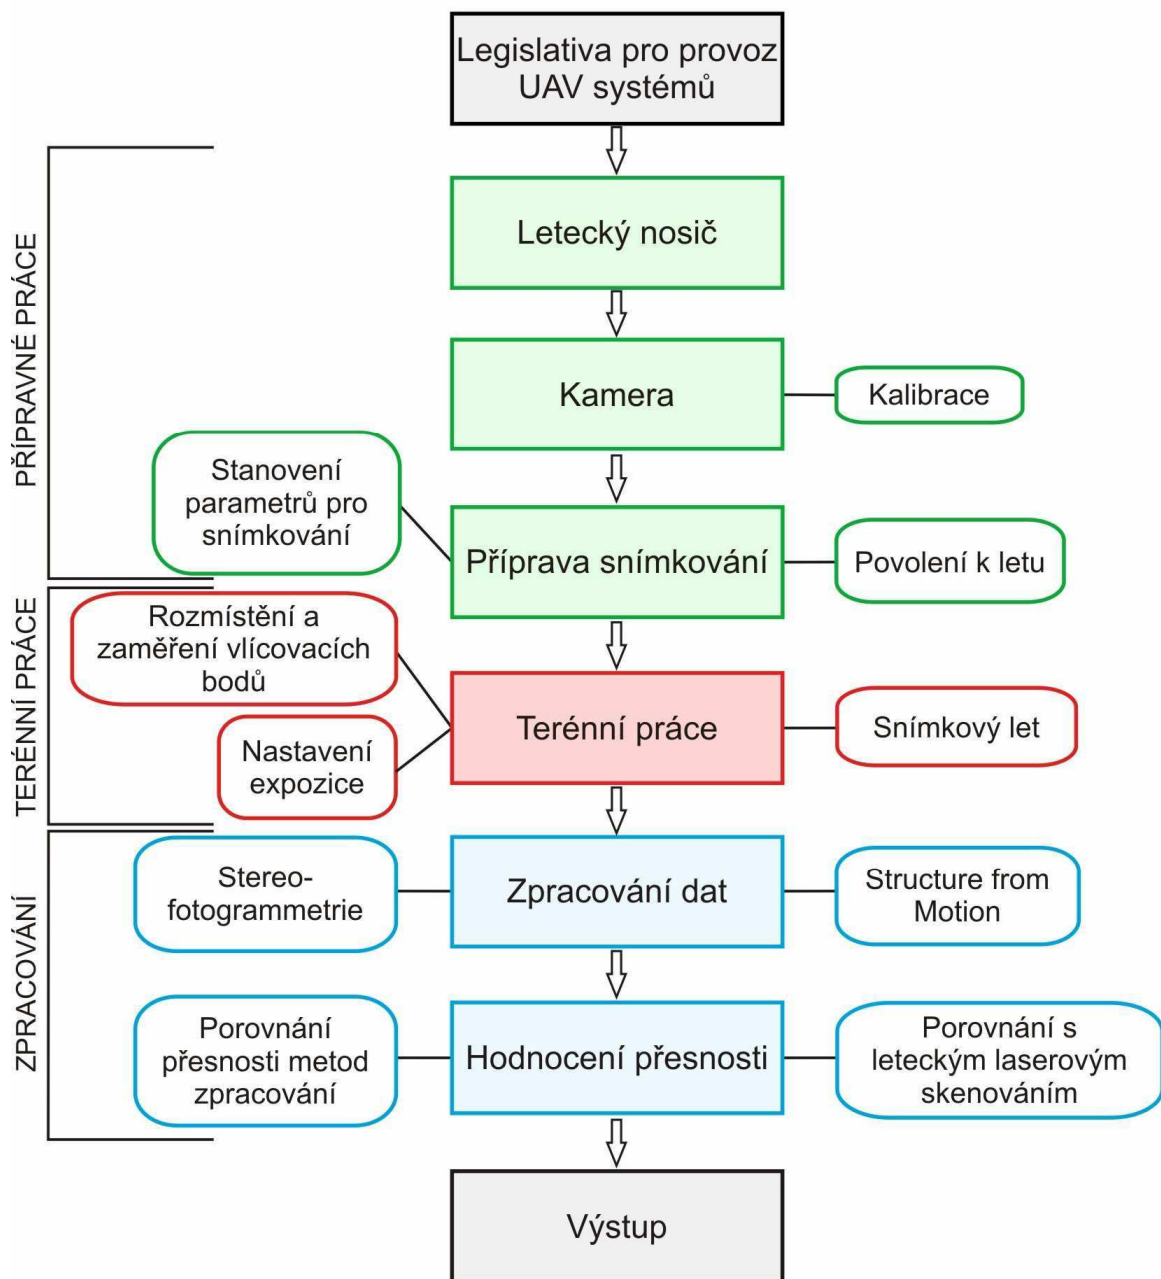 Legislativa pro provoz
UAV systémů
PŘÍPRAVNÉ PRÁCE
Letecký nosič
Kamera
Kalibrace
Stanovení
parametrů pro
snímkování
Příprava snímkování
Povolení k letu
TERÉNNÍ PRÁCE
Rozmístění a
zaměření vlícovacích
bodů
Nastavení
expozice
Terénní práce
Snímkový let
ZPRACOVÁNÍ
Stereo-
fotogrammetrie
Zpracování dat
Structure from
Motion
Porovnání
přesnosti metod
zpracování
Hodnocení přesnosti
Porovnání s
leteckým laserovým
skenováním
Výstup